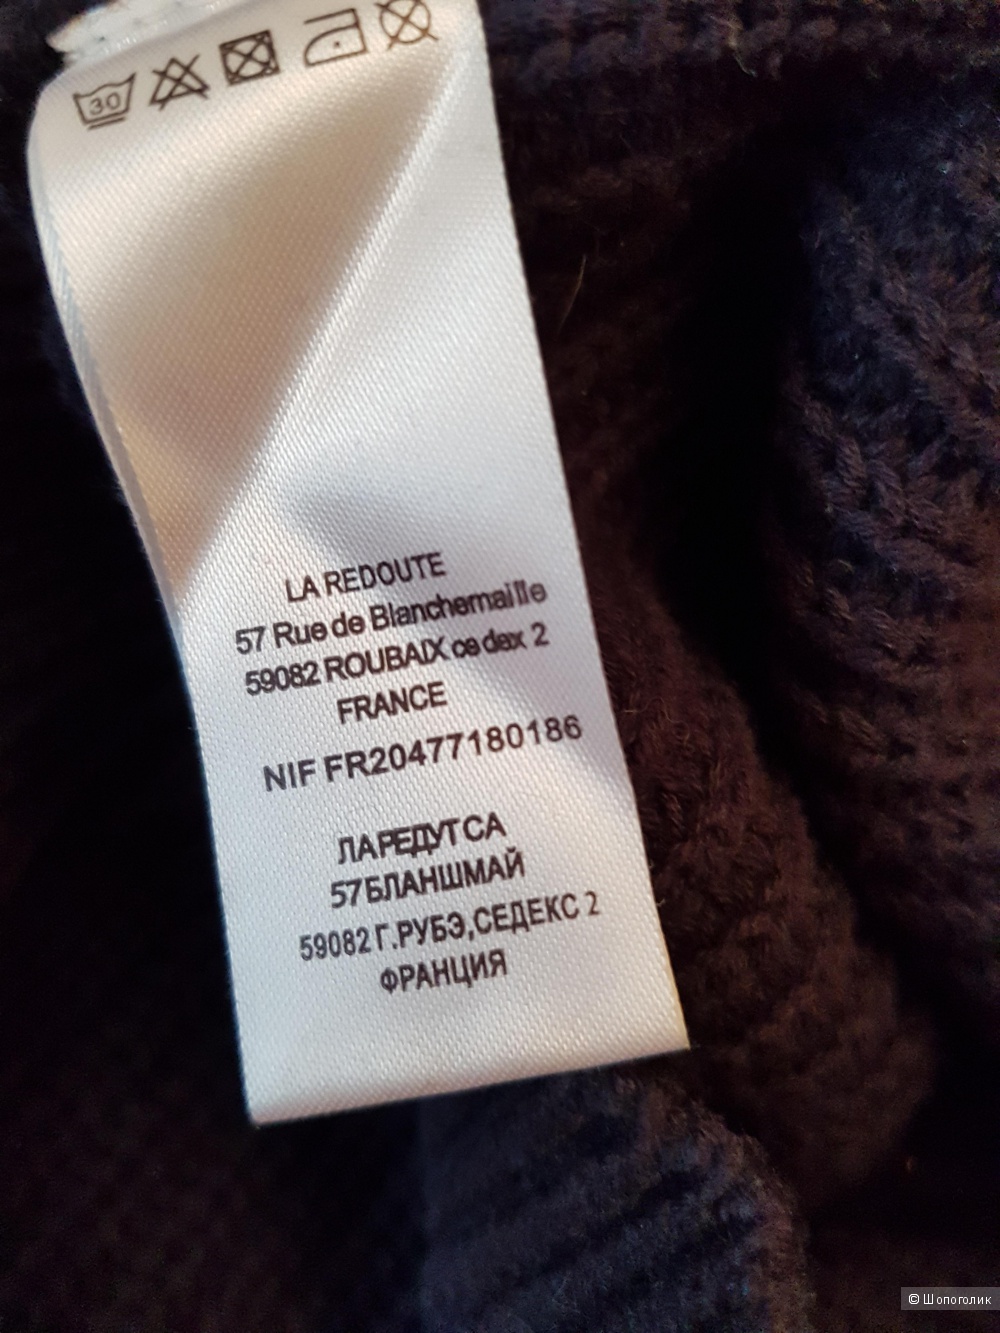 30
LA REDOUTE
57 Rue de Blanchemaille
59082 ROUBAIX cedex 2
FRANCE
NIF FR20477180186
ЛАРЕДУТ СА
57БЛАНШМАЙ
59082 Г.РУБЭ,СЕДЕКС 2
ФРАНЦИЯ
© Шопоголик